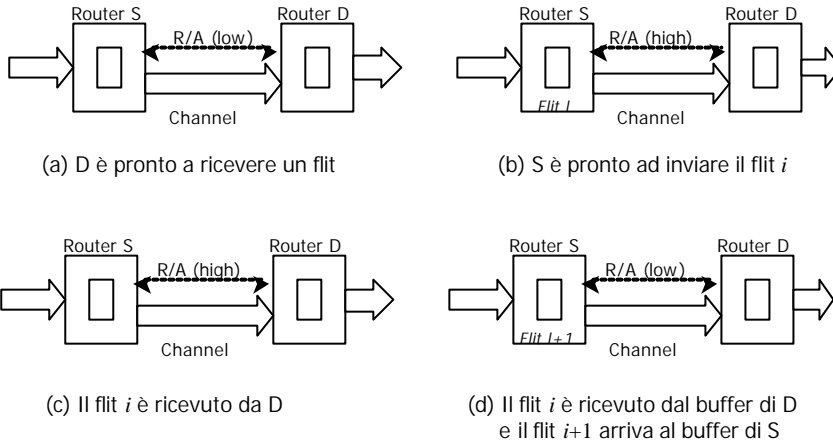 Router S
Router D
R/A (low)
Channel
(a) D è pronto a ricevere un flit
Router S
Router D
R/A (high)
Flit I
Channel
(b) S è pronto ad inviare il flit i
Router S
Router D
R/A (high)
Channel
(c) Il flit i è ricevuto da D
Router S
Router D
R/A (low)
Flit I+1
Channel
(d) Il flit i è ricevuto dal buffer di D
e il flit i+1 arriva al buffer di S